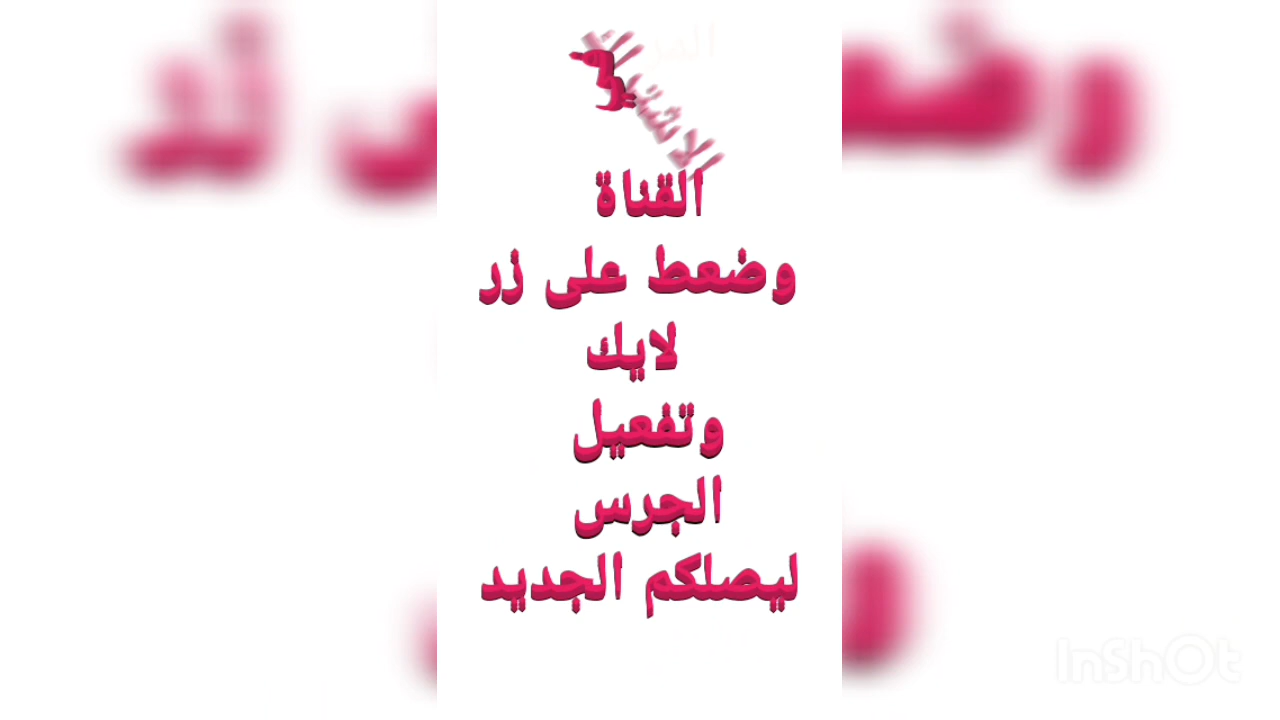 القناة
وضعط على زر
لايك
وتفعيل
الجرس
ليصلكم الجديد
InShOt